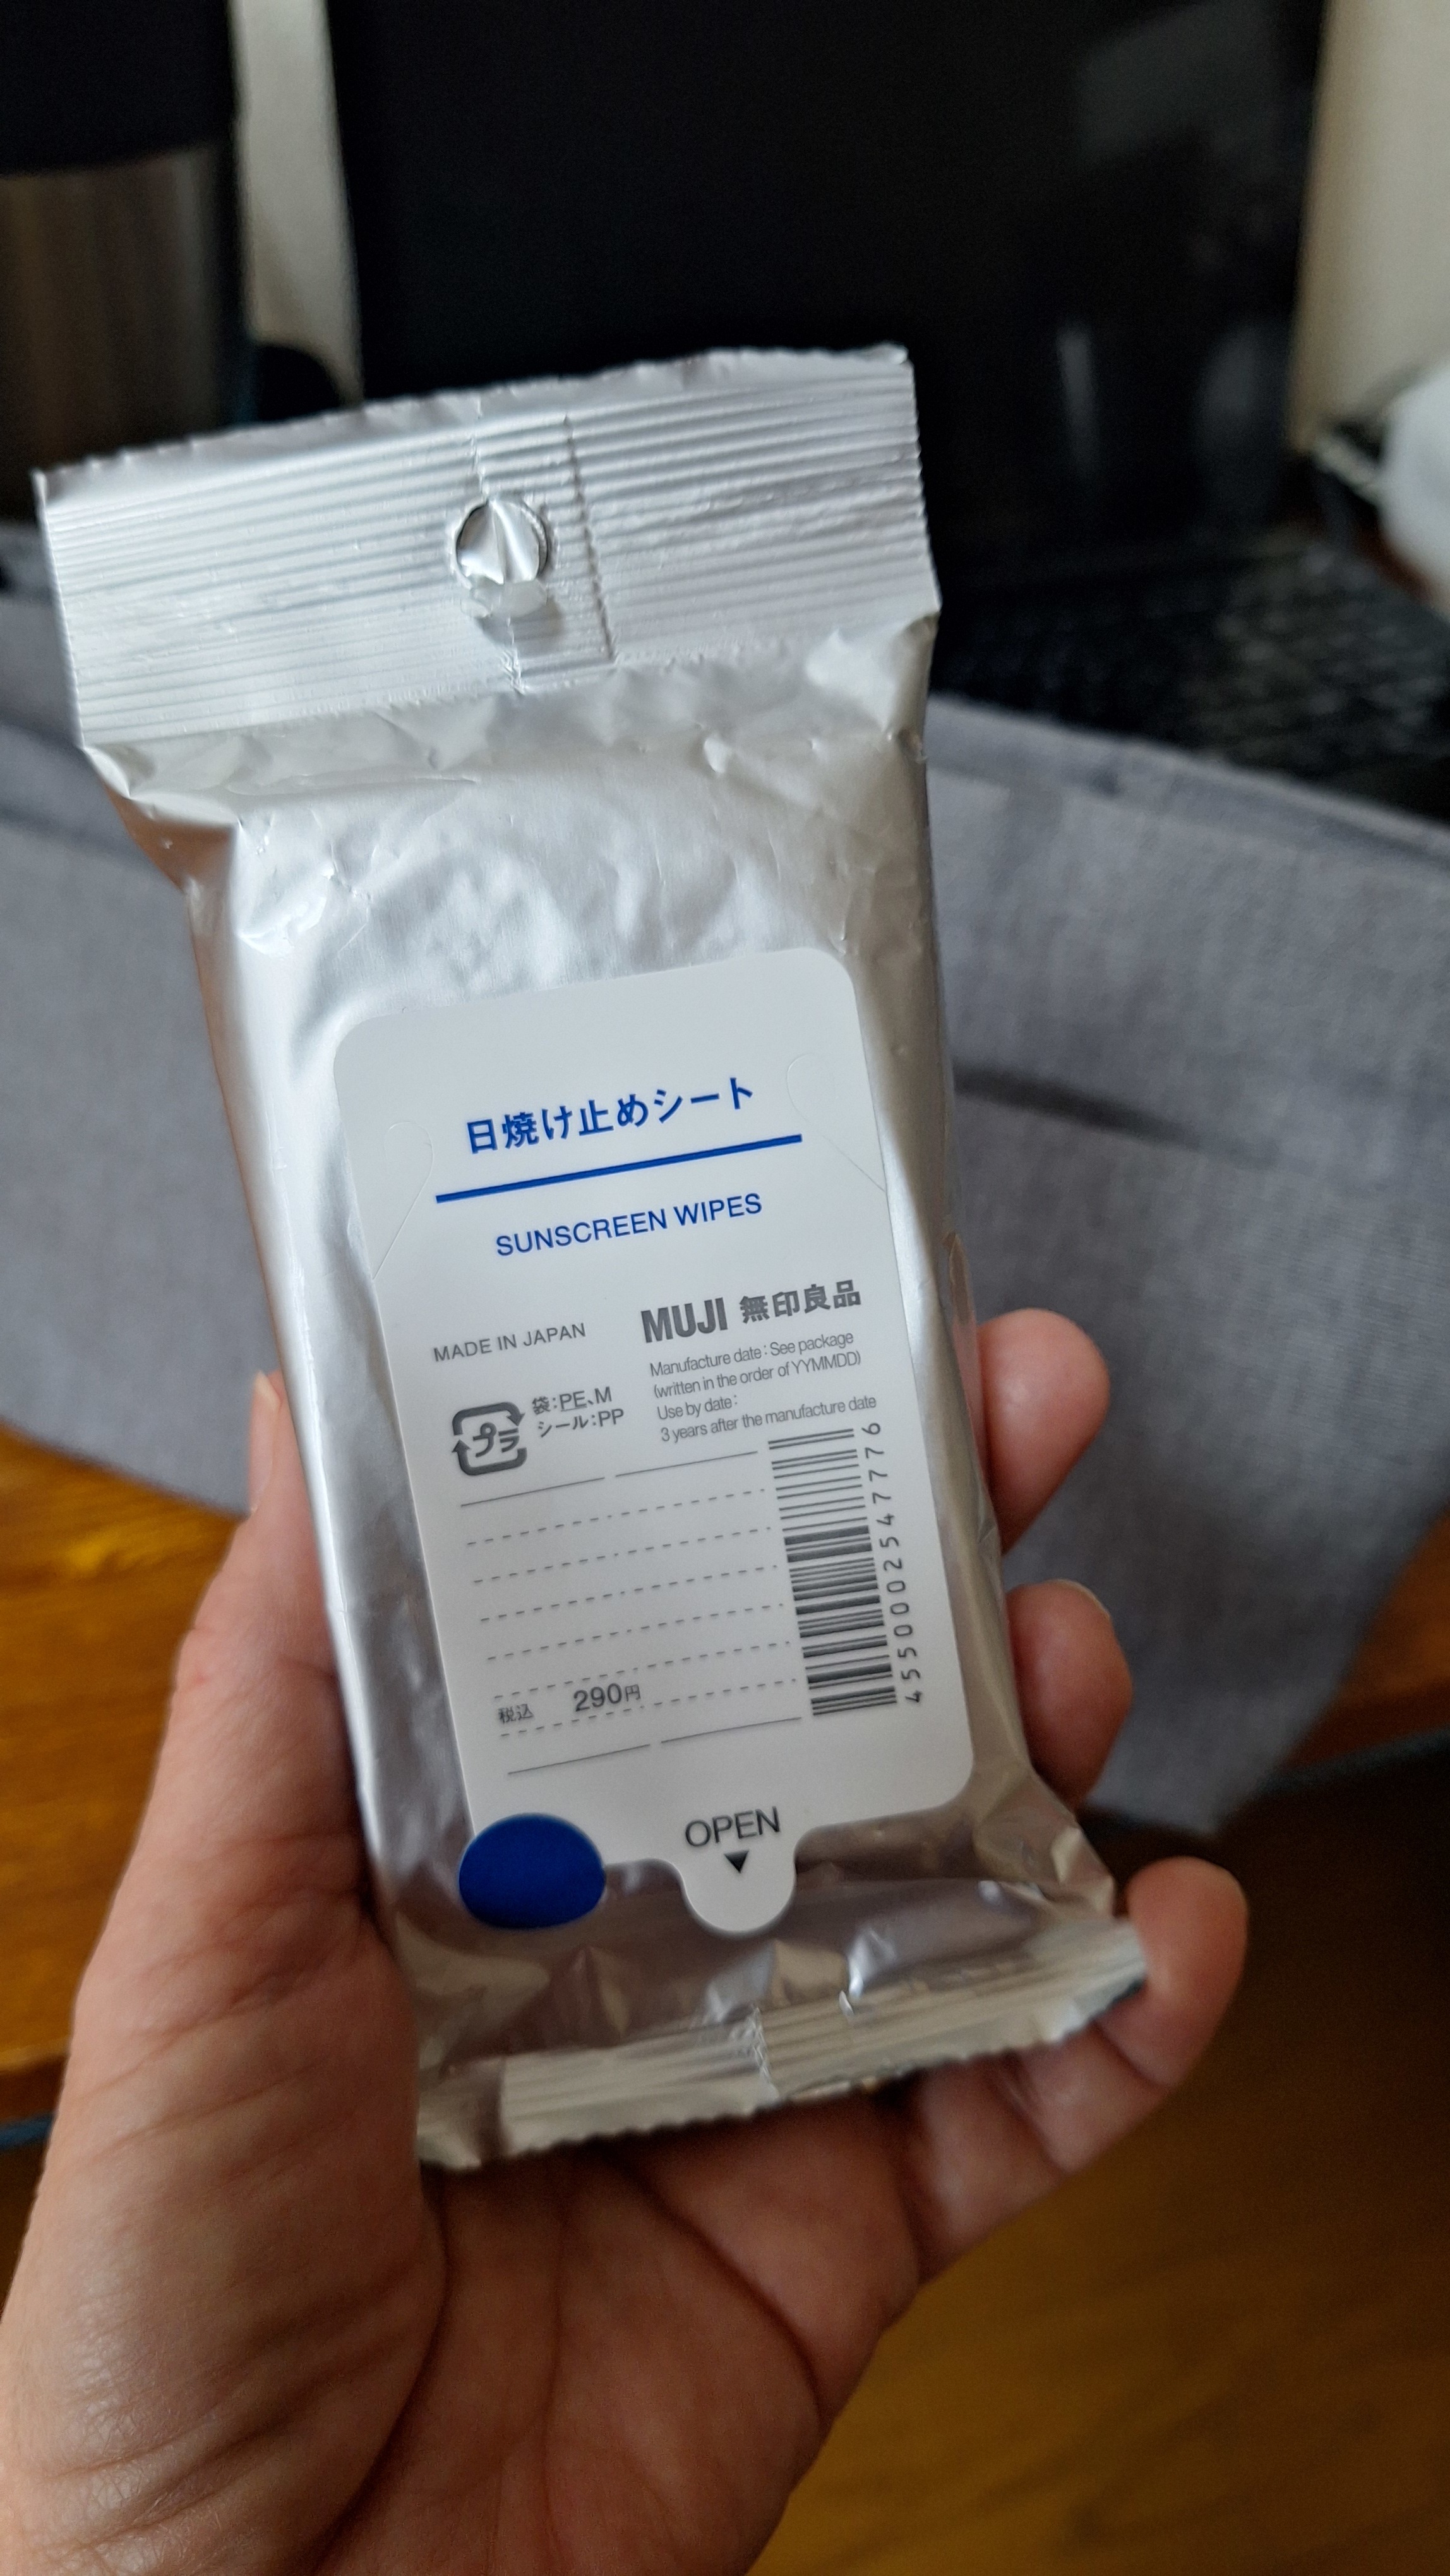 日焼け止めシート
SUNSCREEN WIPES
MUJI 無印良品
MADE IN JAPAN
Manufacture date : See package
(written in the order of YYMMDD)
Use by date :
3 years after the manufacture date
プラ
袋:PE、M
シール:PP
4550002547776
税込 290円
OPEN